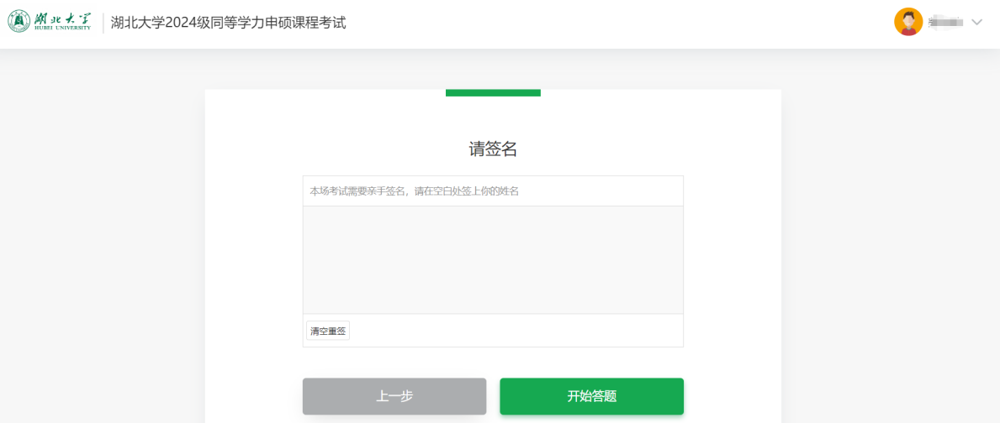 湖北大学 湖北大学2024级同等学力申硕课程考试
HUBEI UNIVERSITY
请签名
本场考试需要亲手签名，请在空白处签上你的姓名
清空重签
上一步 开始答题